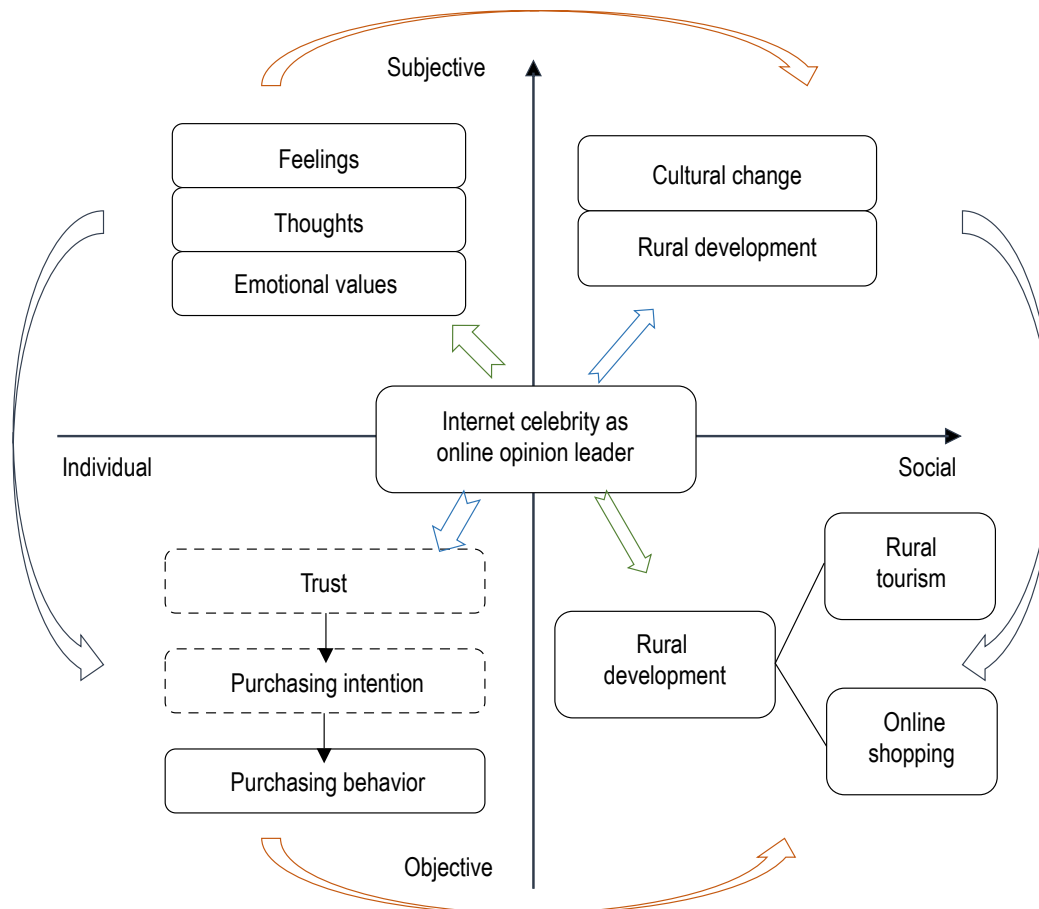 Subjective
Feelings
Thoughts
Emotional values
Cultural change
Rural development
Internet celebrity as
online opinion leader
Individual
Social
Trust
Purchasing intention
Purchasing behavior
Rural
development
Rural
tourism
Online
shopping
Objective